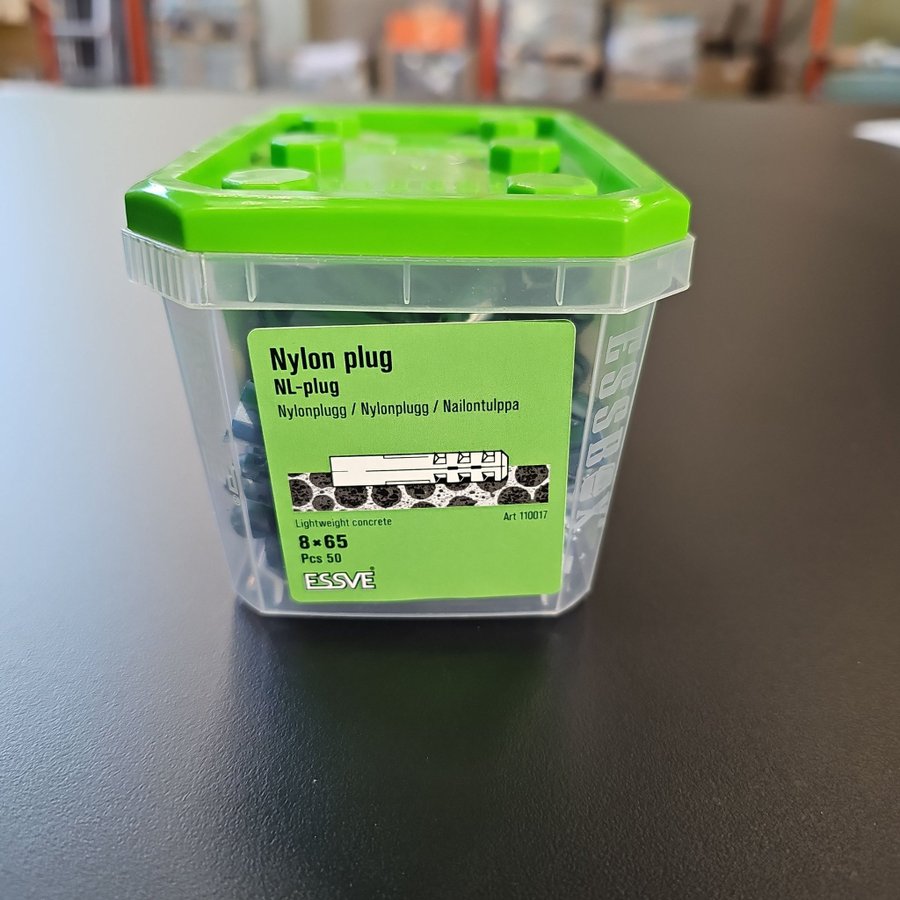 Nylon plug
NL-plug
Nylonplugg / Nylonplugg / Nailontulppa
Lightweight concrete
Art 110017
8×65
Pcs 50
ESSVE®
ESSBOX